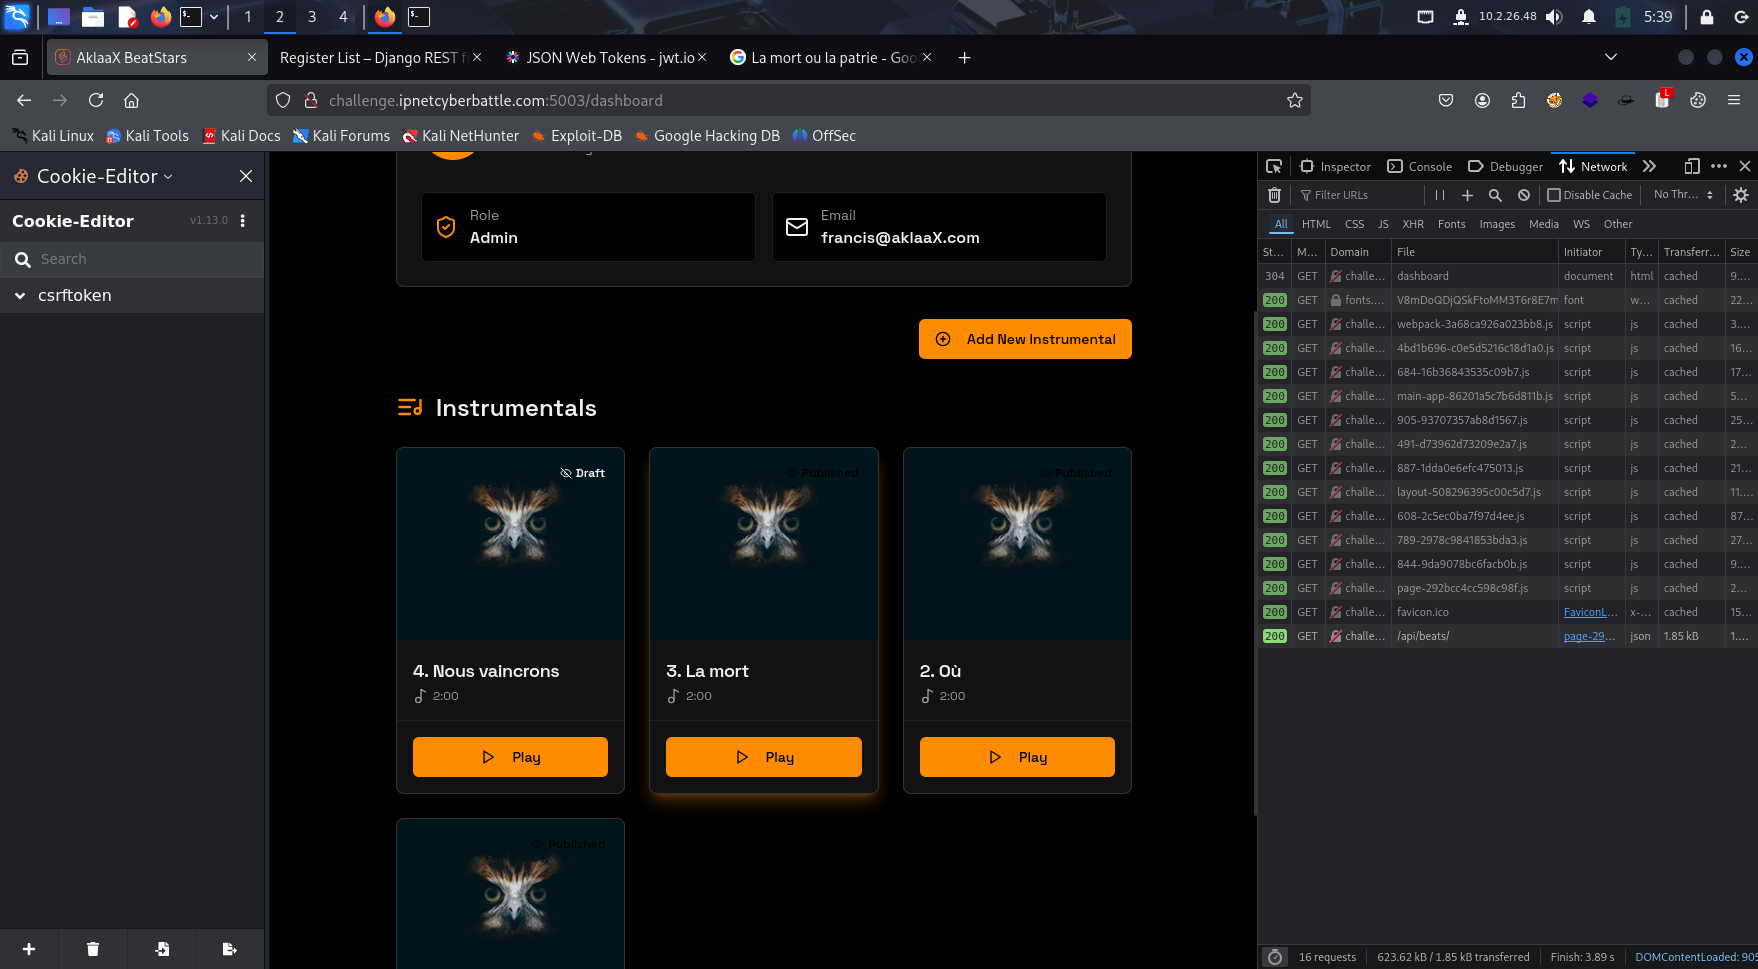 1 2 3 4 10.2.26.48 5:39
AklaaX BeatStars
Register List – Django REST
JSON Web Tokens - jwt.io
La mort ou la patrie - Goo
challenge.ipnetcyberbattle.com:5003/dashboard
Kali Linux Kali Tools Kali Docs Kali Forums Kali NetHunter Exploit-DB Google Hacking DB OffSec
Cookie-Editor
Cookie-Editor v1.13.0
Search
csrftoken
Role
Admin
Email
francis@aklaaX.com
Add New Instrumental
Instrumentals
Draft
4. Nous vaincrons
2:00
Play
Published
3. La mort
2:00
Play
Published
2. Où
2:00
Play
Published
Inspector Console Debugger Network
Filter URLs Disable Cache No Thr...
All HTML CSS JS XHR Fonts Images Media WS Other
St... M... Domain File Initiator Ty... Transferr... Size
304 GET challe... dashboard document html cached 9....
200 GET fonts.... V8mDoQDjQSkFtoMM3T6r8E7m font w... cached 22...
200 GET challe... webpack-3a68ca926a023bb8.js script js cached 3....
200 GET challe... 4bd1b696-c0e5d5216c18d1a0.js script js cached 16...
200 GET challe... 684-16b36843535c09b7.js script js cached 17...
200 GET challe... main-app-86201a5c7b6d811b.js script js cached 5...
200 GET challe... 905-93707357ab8d1567.js script js cached 25...
200 GET challe... 491-d73962d73209e2a7.js script js cached 2...
200 GET challe... 887-1dda0e6efc475013.js script js cached 21...
200 GET challe... layout-508296395c00c5d7.js script js cached 11....
200 GET challe... 608-2c5ec0ba7f97d4ee.js script js cached 87...
200 GET challe... 789-2978c9841853bda3.js script js cached 27...
200 GET challe... 844-9da9078bc6facb0b.js script js cached 9....
200 GET challe... page-292bcc4cc598c98f.js script js cached 2...
200 GET challe... favicon.ico FaviconL... x-... cached 15...
200 GET challe... /api/beats/ page-29... json 1.85 kB 1....
16 requests 623.62 kB / 1.85 kB transferred Finish: 3.89 s DOMContentLoaded: 905